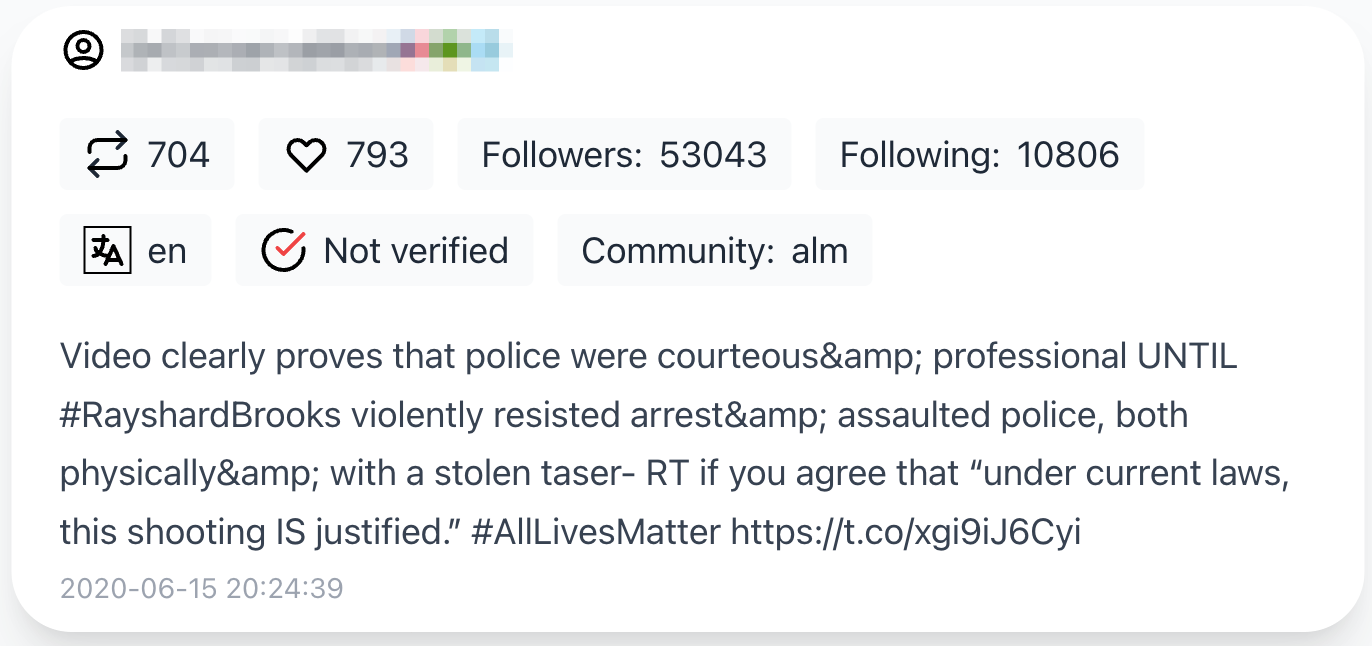 704
793
Followers: 53043
Following: 10806
en
Not verified
Community: alm
Video clearly proves that police were courteous&amp; professional UNTIL
#RayshardBrooks violently resisted arrest&amp; assaulted police, both
physically&amp; with a stolen taser- RT if you agree that “under current laws,
this shooting IS justified.” #AllLivesMatter https://t.co/xgi9iJ6Cyi
2020-06-15 20:24:39